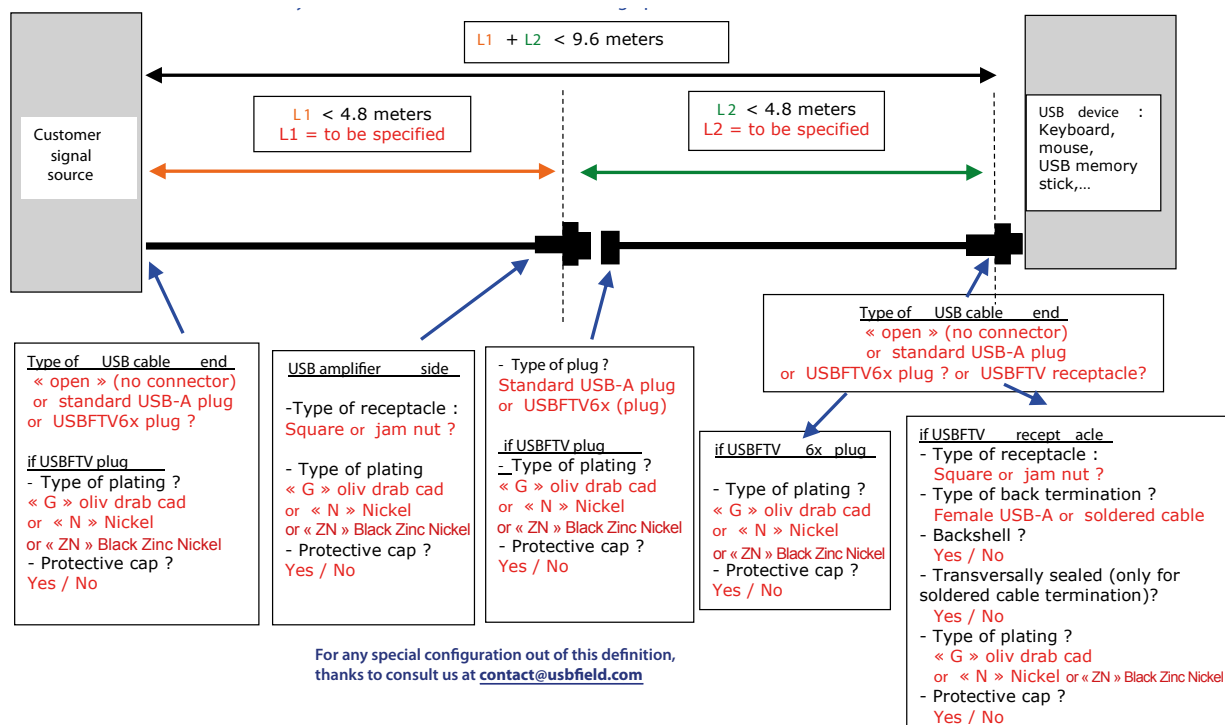 L1 + L2 < 9.6 meters
L1 < 4.8 meters
L1 = to be specified
L2 < 4.8 meters
L2 = to be specified
Customer
signal
source
USB device :
Keyboard,
mouse,
USB memory
stick,...
Type of USB cable end
« open » (no connector)
or standard USB-A plug
or USBFTV6x plug ?
if USBFTV plug
- Type of plating ?
« G » oliv drab cad
or « N » Nickel
or « ZN » Black Zinc Nickel
- Protective cap ?
Yes / No
USB amplifier side
-Type of receptacle :
Square or jam nut ?
- Type of plating
« G » oliv drab cad
or « N » Nickel
or « ZN » Black Zinc Nickel
- Protective cap ?
Yes / No
- Type of plug ?
Standard USB-A plug
or USBFTV6x (plug)
if USBFTV plug
- Type of plating ?
« G » oliv drab cad
or « N » Nickel
or « ZN » Black Zinc Nickel
- Protective cap ?
Yes / No
Type of USB cable end
« open » (no connector)
or standard USB-A plug
or USBFTV6x plug ? or USBFTV receptacle?
if USBFTV 6x plug
- Type of plating ?
« G » oliv drab cad
or « N » Nickel
or « ZN » Black Zinc Nickel
- Protective cap ?
Yes / No
if USBFTV recept acle
- Type of receptacle :
Square or jam nut ?
- Type of back termination ?
Female USB-A or soldered cable
- Backshell ?
Yes / No
- Transversally sealed (only for
soldered cable termination)?
Yes / No
- Type of plating ?
« G » oliv drab cad
or « N » Nickel or « ZN » Black Zinc Nickel
- Protective cap ?
Yes / No
For any special configuration out of this definition,
thanks to consult us at contact@usbfield.com